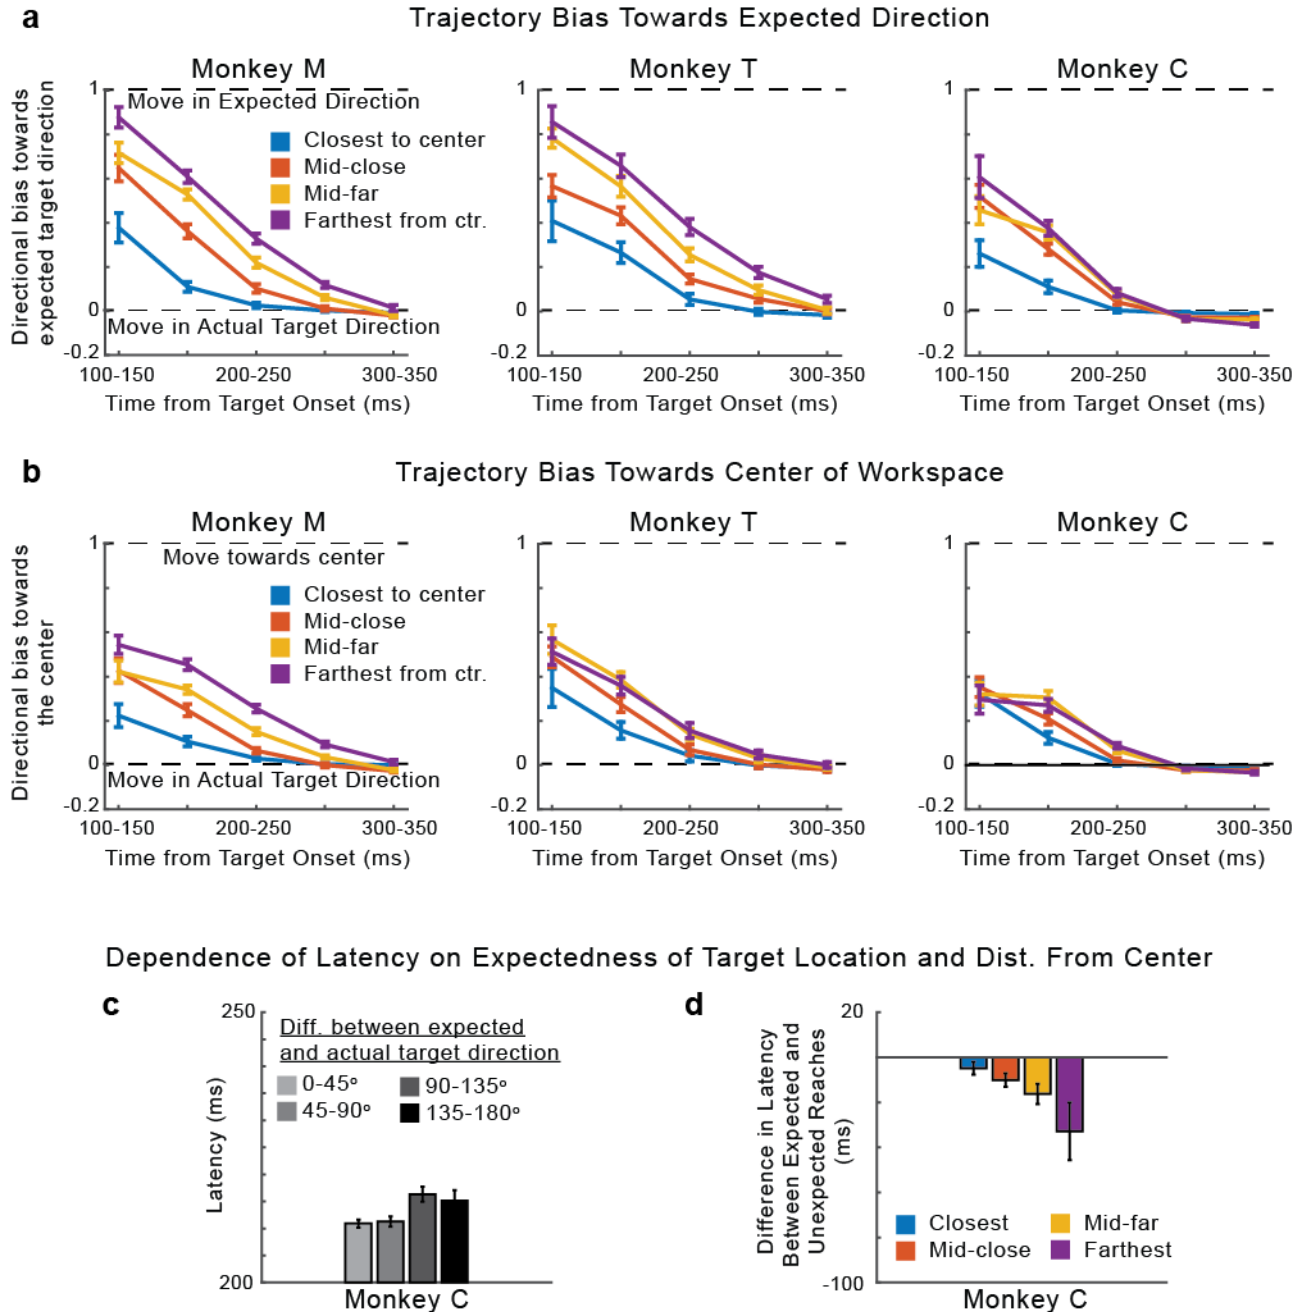 a
Trajectory Bias Towards Expected Direction
Monkey M
Monkey T
Monkey C
Directional bias towards
expected target direction
1
Move in Expected Direction
Closest to center
Mid-close
Mid-far
Farthest from ctr.
0
Move in Actual Target Direction
-0.2
100-150
200-250
300-350
Time from Target Onset (ms)
1
0
-0.2
100-150
200-250
300-350
Time from Target Onset (ms)
1
0
-0.2
100-150
200-250
300-350
Time from Target Onset (ms)
b
Trajectory Bias Towards Center of Workspace
Monkey M
Monkey T
Monkey C
Directional bias towards
the center
1
Move towards center
Closest to center
Mid-close
Mid-far
Farthest from ctr.
0
Move in Actual Target Direction
-0.2
100-150
200-250
300-350
Time from Target Onset (ms)
1
0
-0.2
100-150
200-250
300-350
Time from Target Onset (ms)
1
0
-0.2
100-150
200-250
300-350
Time from Target Onset (ms)
Dependence of Latency on Expectedness of Target Location and Dist. From Center
c
Latency (ms)
250
Diff. between expected
and actual target direction
0-45º
90-135º
45-90º
135-180º
200
Monkey C
d
Difference in Latency
Between Expected and
Unexpected Reaches
(ms)
20
Closest
Mid-far
Mid-close
Farthest
-100
Monkey C